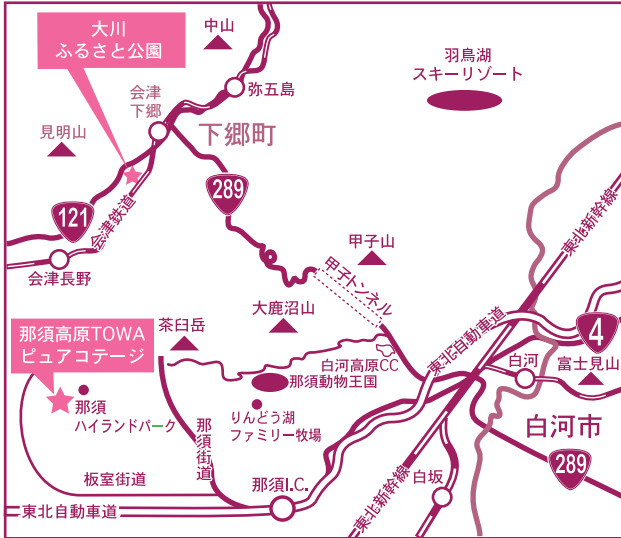 大川
ふるさと公園
中山
羽鳥湖
スキーリゾート
弥五島
会津
下郷
見明山
下郷町
289
121
会津鉄道
会津長野
甲子山
甲子トンネル
東北新幹線
大鹿沼山
茶臼岳
那須高原TOWA
ピュアコテージ
白河高原CC
東北自動車道
4
白河
富士見山
那須動物王国
那須
ハイランドパーク
りんどう湖
ファミリー牧場
那須街道
白河市
289
板室街道
那須I.C.
白坂
東北新幹線
東北自動車道